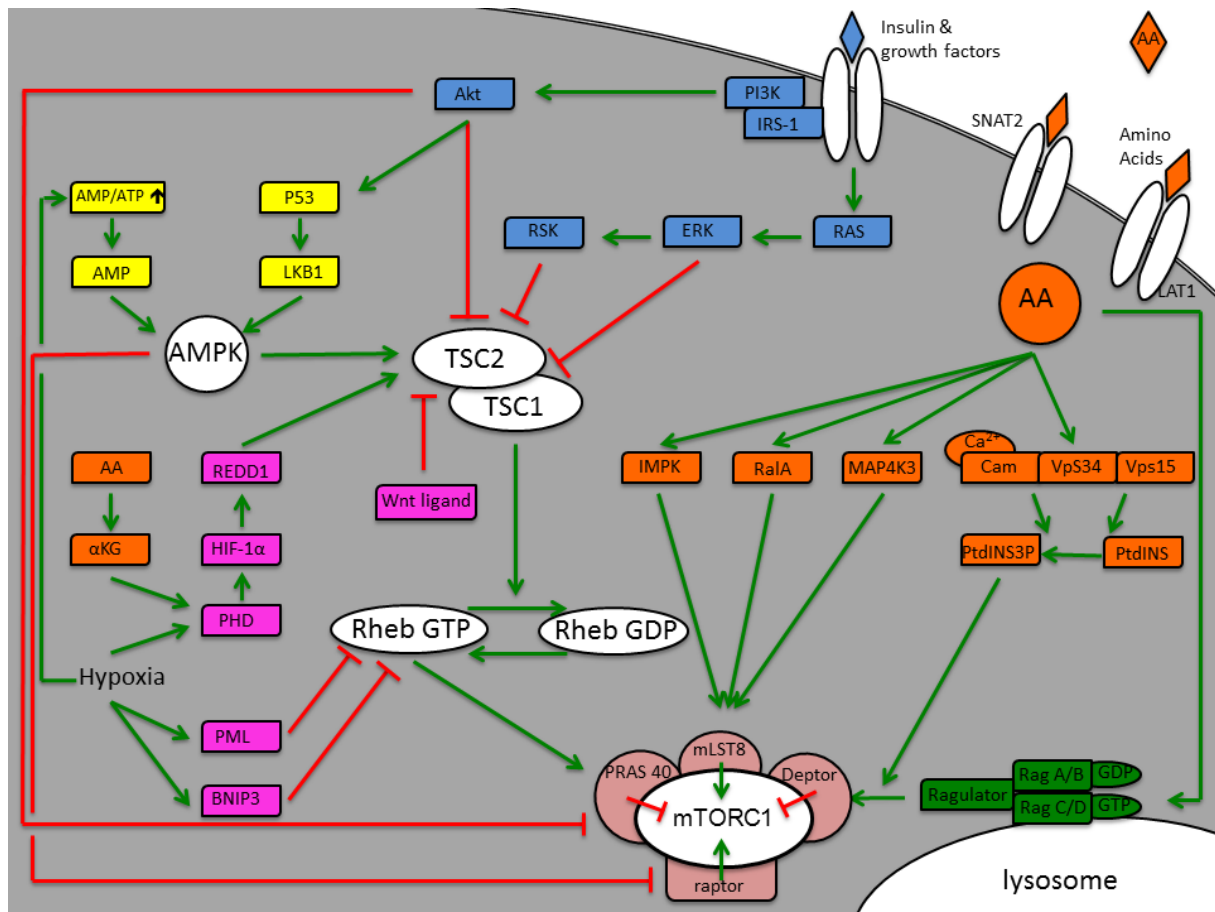 Insulin &
growth factors
AA
SNAT2
Amino
Acids
LAT1
Akt
PI3K
IRS-1
AMP/ATP
P53
RSK
ERK
RAS
AMP
LKB1
AA
AMPK
TSC2
TSC1
AA
REDD1
Wnt ligand
IMPK
RalA
MAP4K3
Ca2+
Cam
VpS34
Vps15
αKG
HIF-1α
PtdINS3P
PtdINS
PHD
Rheb GTP
Rheb GDP
Hypoxia
PML
BNIP3
mLST8
PRAS 40
Deptor
mTORC1
raptor
Ragulator
Rag A/B
GDP
Rag C/D
GTP
lysosome